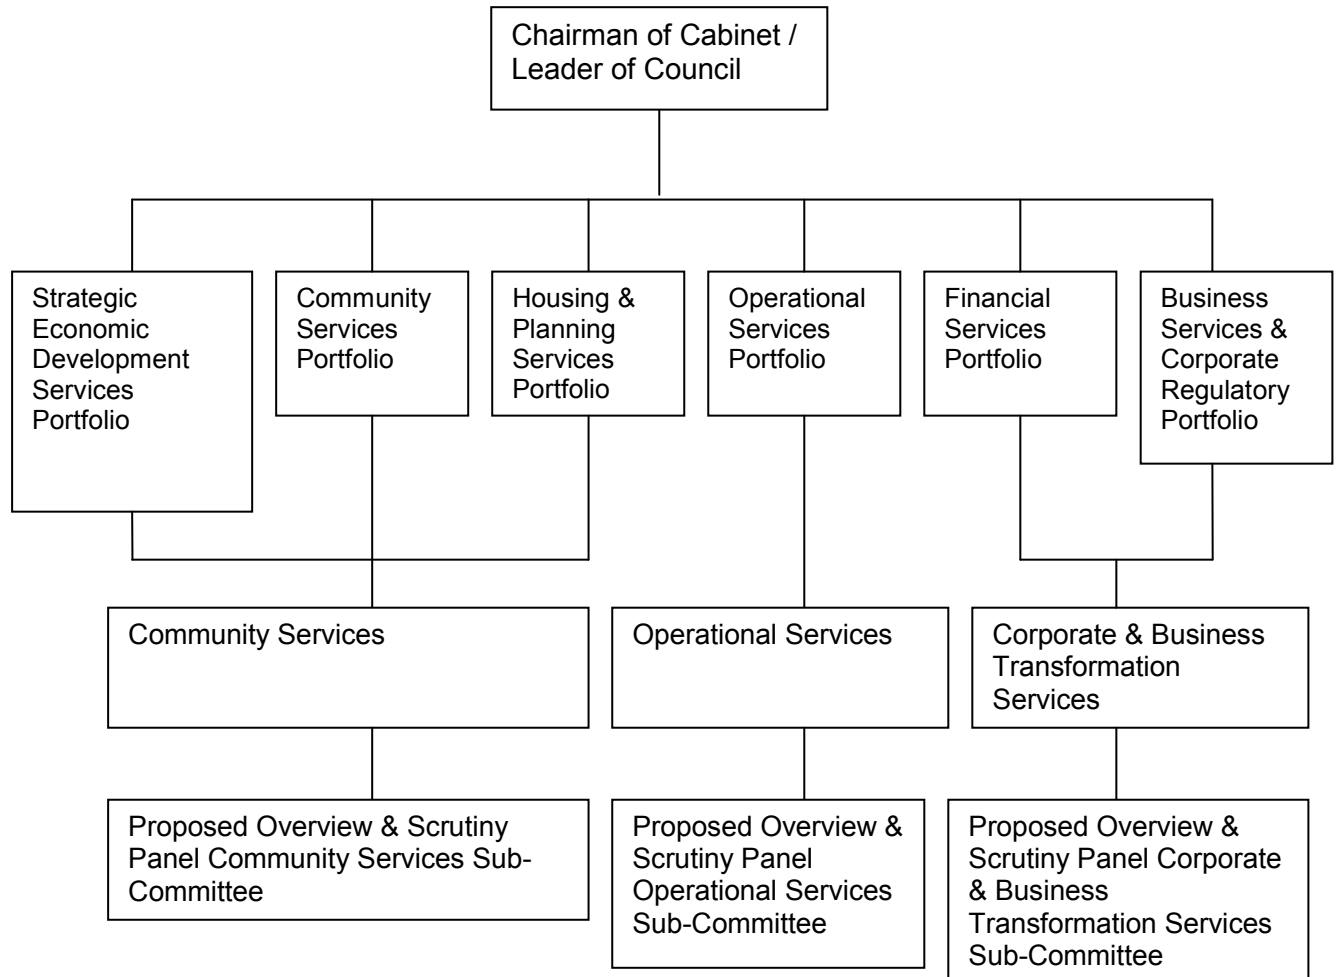 Chairman of Cabinet /
Leader of Council
Strategic
Economic
Development
Services
Portfolio
Community
Services
Portfolio
Housing &
Planning
Services
Portfolio
Operational
Services
Portfolio
Financial
Services
Portfolio
Business
Services &
Corporate
Regulatory
Portfolio
Community Services
Operational Services
Corporate & Business
Transformation
Services
Proposed Overview & Scrutiny
Panel Community Services Sub-
Committee
Proposed Overview &
Scrutiny Panel
Operational Services
Sub-Committee
Proposed Overview &
Scrutiny Panel Corporate
& Business
Transformation Services
Sub-Committee